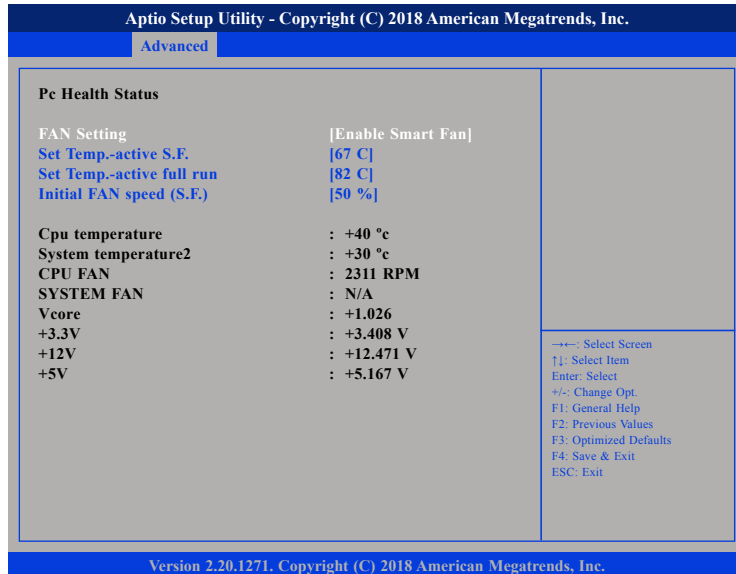 Aptio Setup Utility - Copyright (C) 2018 American Megatrends, Inc.
Advanced
Pc Health Status
FAN Setting [Enable Smart Fan]
Set Temp.-active S.F. [67 C]
Set Temp.-active full run [82 C]
Initial FAN speed (S.F.) [50 %]
Cpu temperature : +40 °c
System temperature2 : +30 °c
CPU FAN : 2311 RPM
SYSTEM FAN : N/A
Vcore : +1.026
+3.3V : +3.408 V
+12V : +12.471 V
+5V : +5.167 V
→←: Select Screen
↑↓: Select Item
Enter: Select
+/-: Change Opt.
F1: General Help
F2: Previous Values
F3: Optimized Defaults
F4: Save & Exit
ESC: Exit
Version 2.20.1271. Copyright (C) 2018 American Megatrends, Inc.